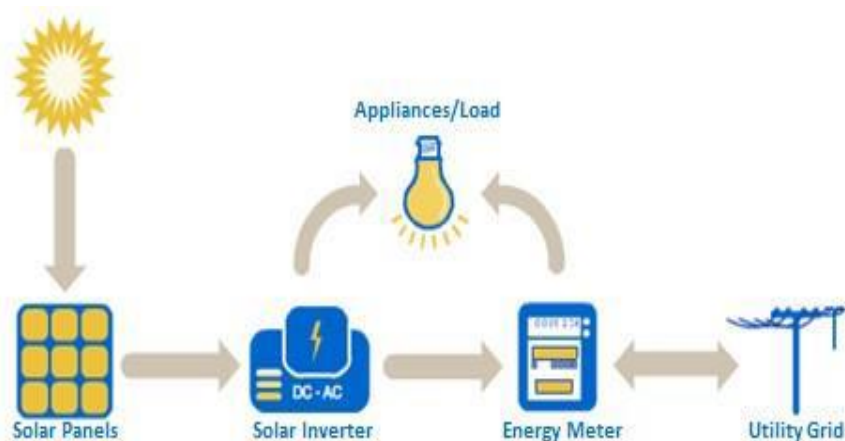 Appliances/Load
DC - AC
Solar Panels
Solar Inverter
Energy Meter
Utility Grid